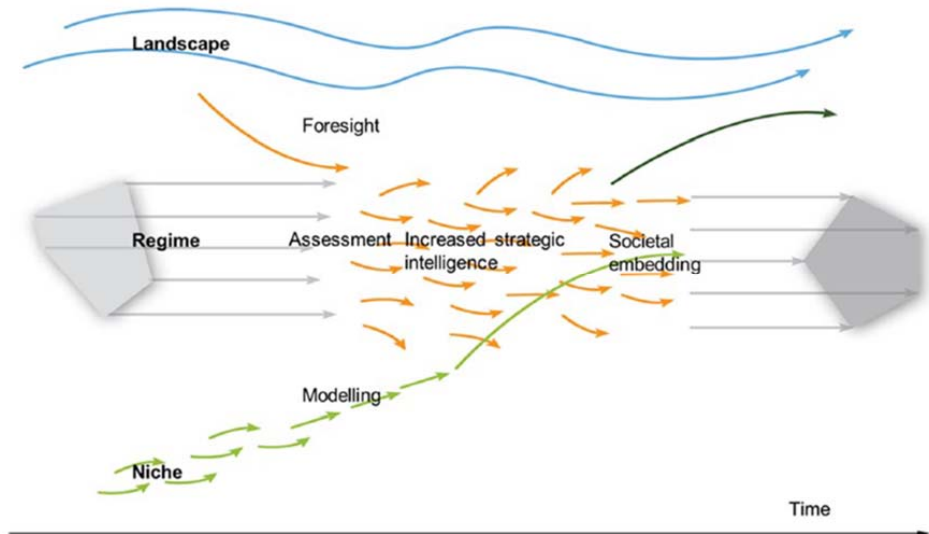 Landscape
Foresight
Regime
Assessment
Increased strategic
intelligence
Societal
embedding
Modelling
Niche
Time